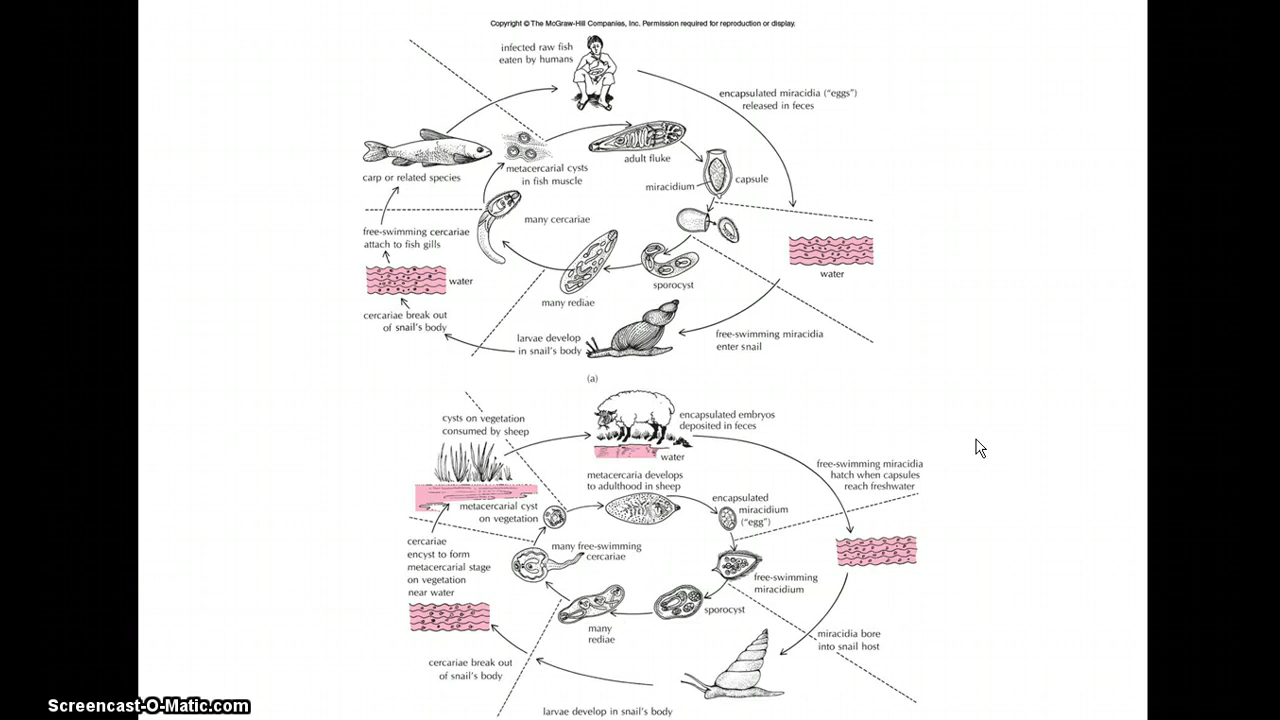 Copyright © The McGraw-Hill Companies, Inc. Permission required for reproduction or display.
infected raw fish
eaten by humans
encapsulated miracidia ("eggs")
released in feces
carp or related species
metacercarial cysts
in fish muscle
adult fluke
miracidium
capsule
many cercariae
free-swimming cercariae
attach to fish gills
water
water
sporocyst
many rediae
cercariae break out
of snail's body
larvae develop
in snail's body
free-swimming miracidia
enter snail
(a)
cysts on vegetation
consumed by sheep
encapsulated embryos
deposited in feces
water
metacercaria develops
to adulthood in sheep
free-swimming miracidia
hatch when capsules
reach freshwater
metacercarial cyst
on vegetation
encapsulated
miracidium
("egg")
cercariae
encyst to form
metacercarial stage
on vegetation
near water
many free-swimming
cercariae
free-swimming
miracidium
sporocyst
many
rediae
miracidia bore
into snail host
cercariae break out
of snail's body
larvae develop in snail's body
Screencast-O-Matic.com